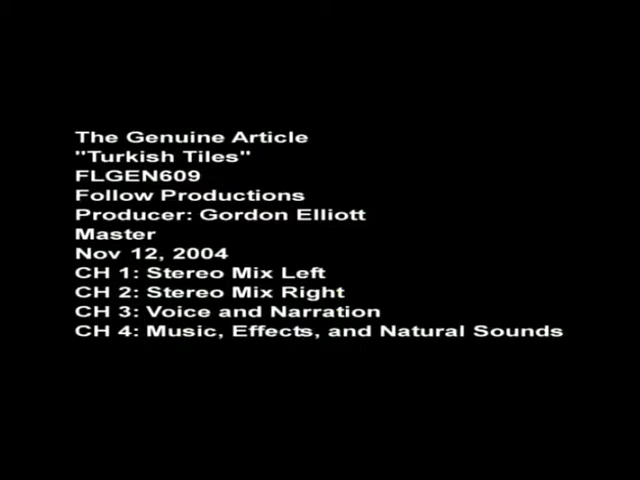 The Genuine Article
"Turkish Tiles"
FLGEN609
Follow Productions
Producer: Gordon Elliott
Master
Nov 12, 2004
CH 1: Stereo Mix Left
CH 2: Stereo Mix Right
CH 3: Voice and Narration
CH 4: Music, Effects, and Natural Sounds